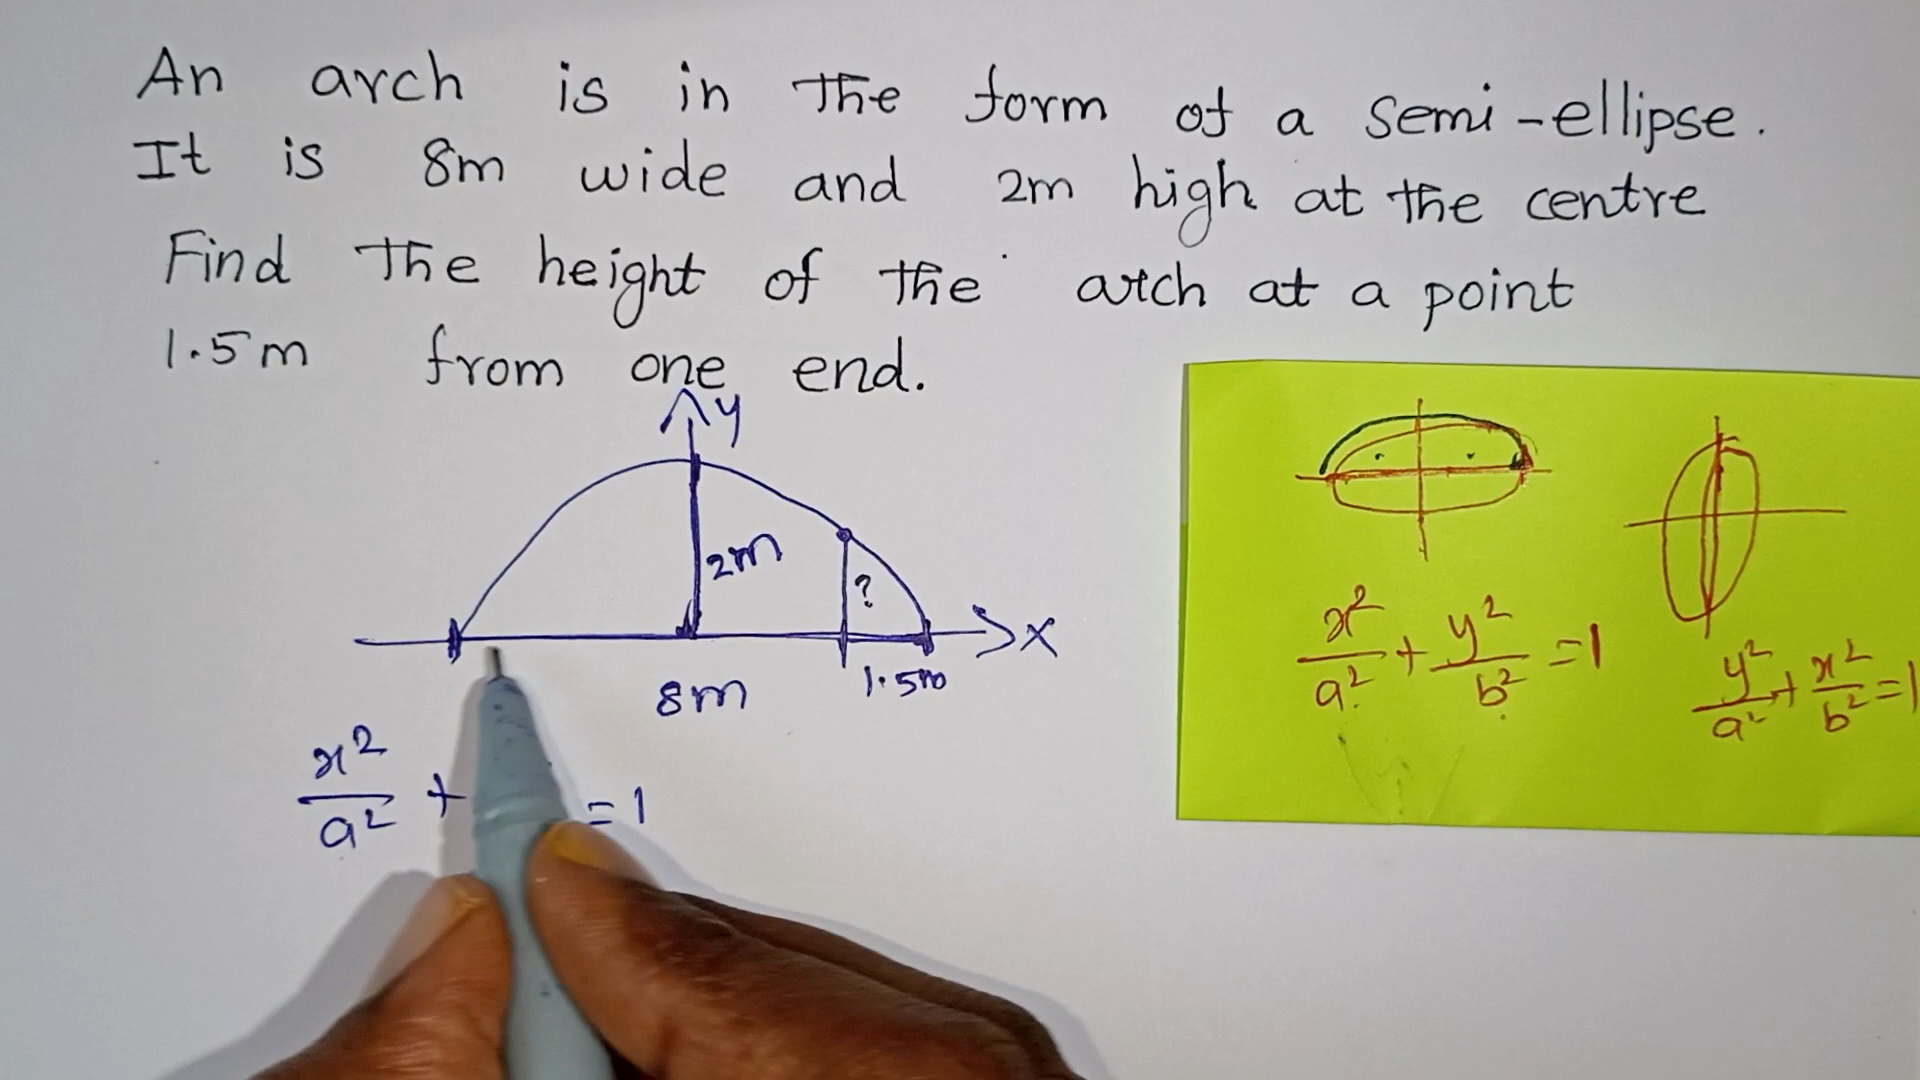 An arch is in the form of a semi-ellipse.
It is 8m wide and 2m high at the centre
Find the height of the arch at a point
1.5m from one end.
y
2m
?
x
8m
1.5m
x²/a² + = 1
x²/a² + y²/b² = 1
y²/a² + x²/b² = 1